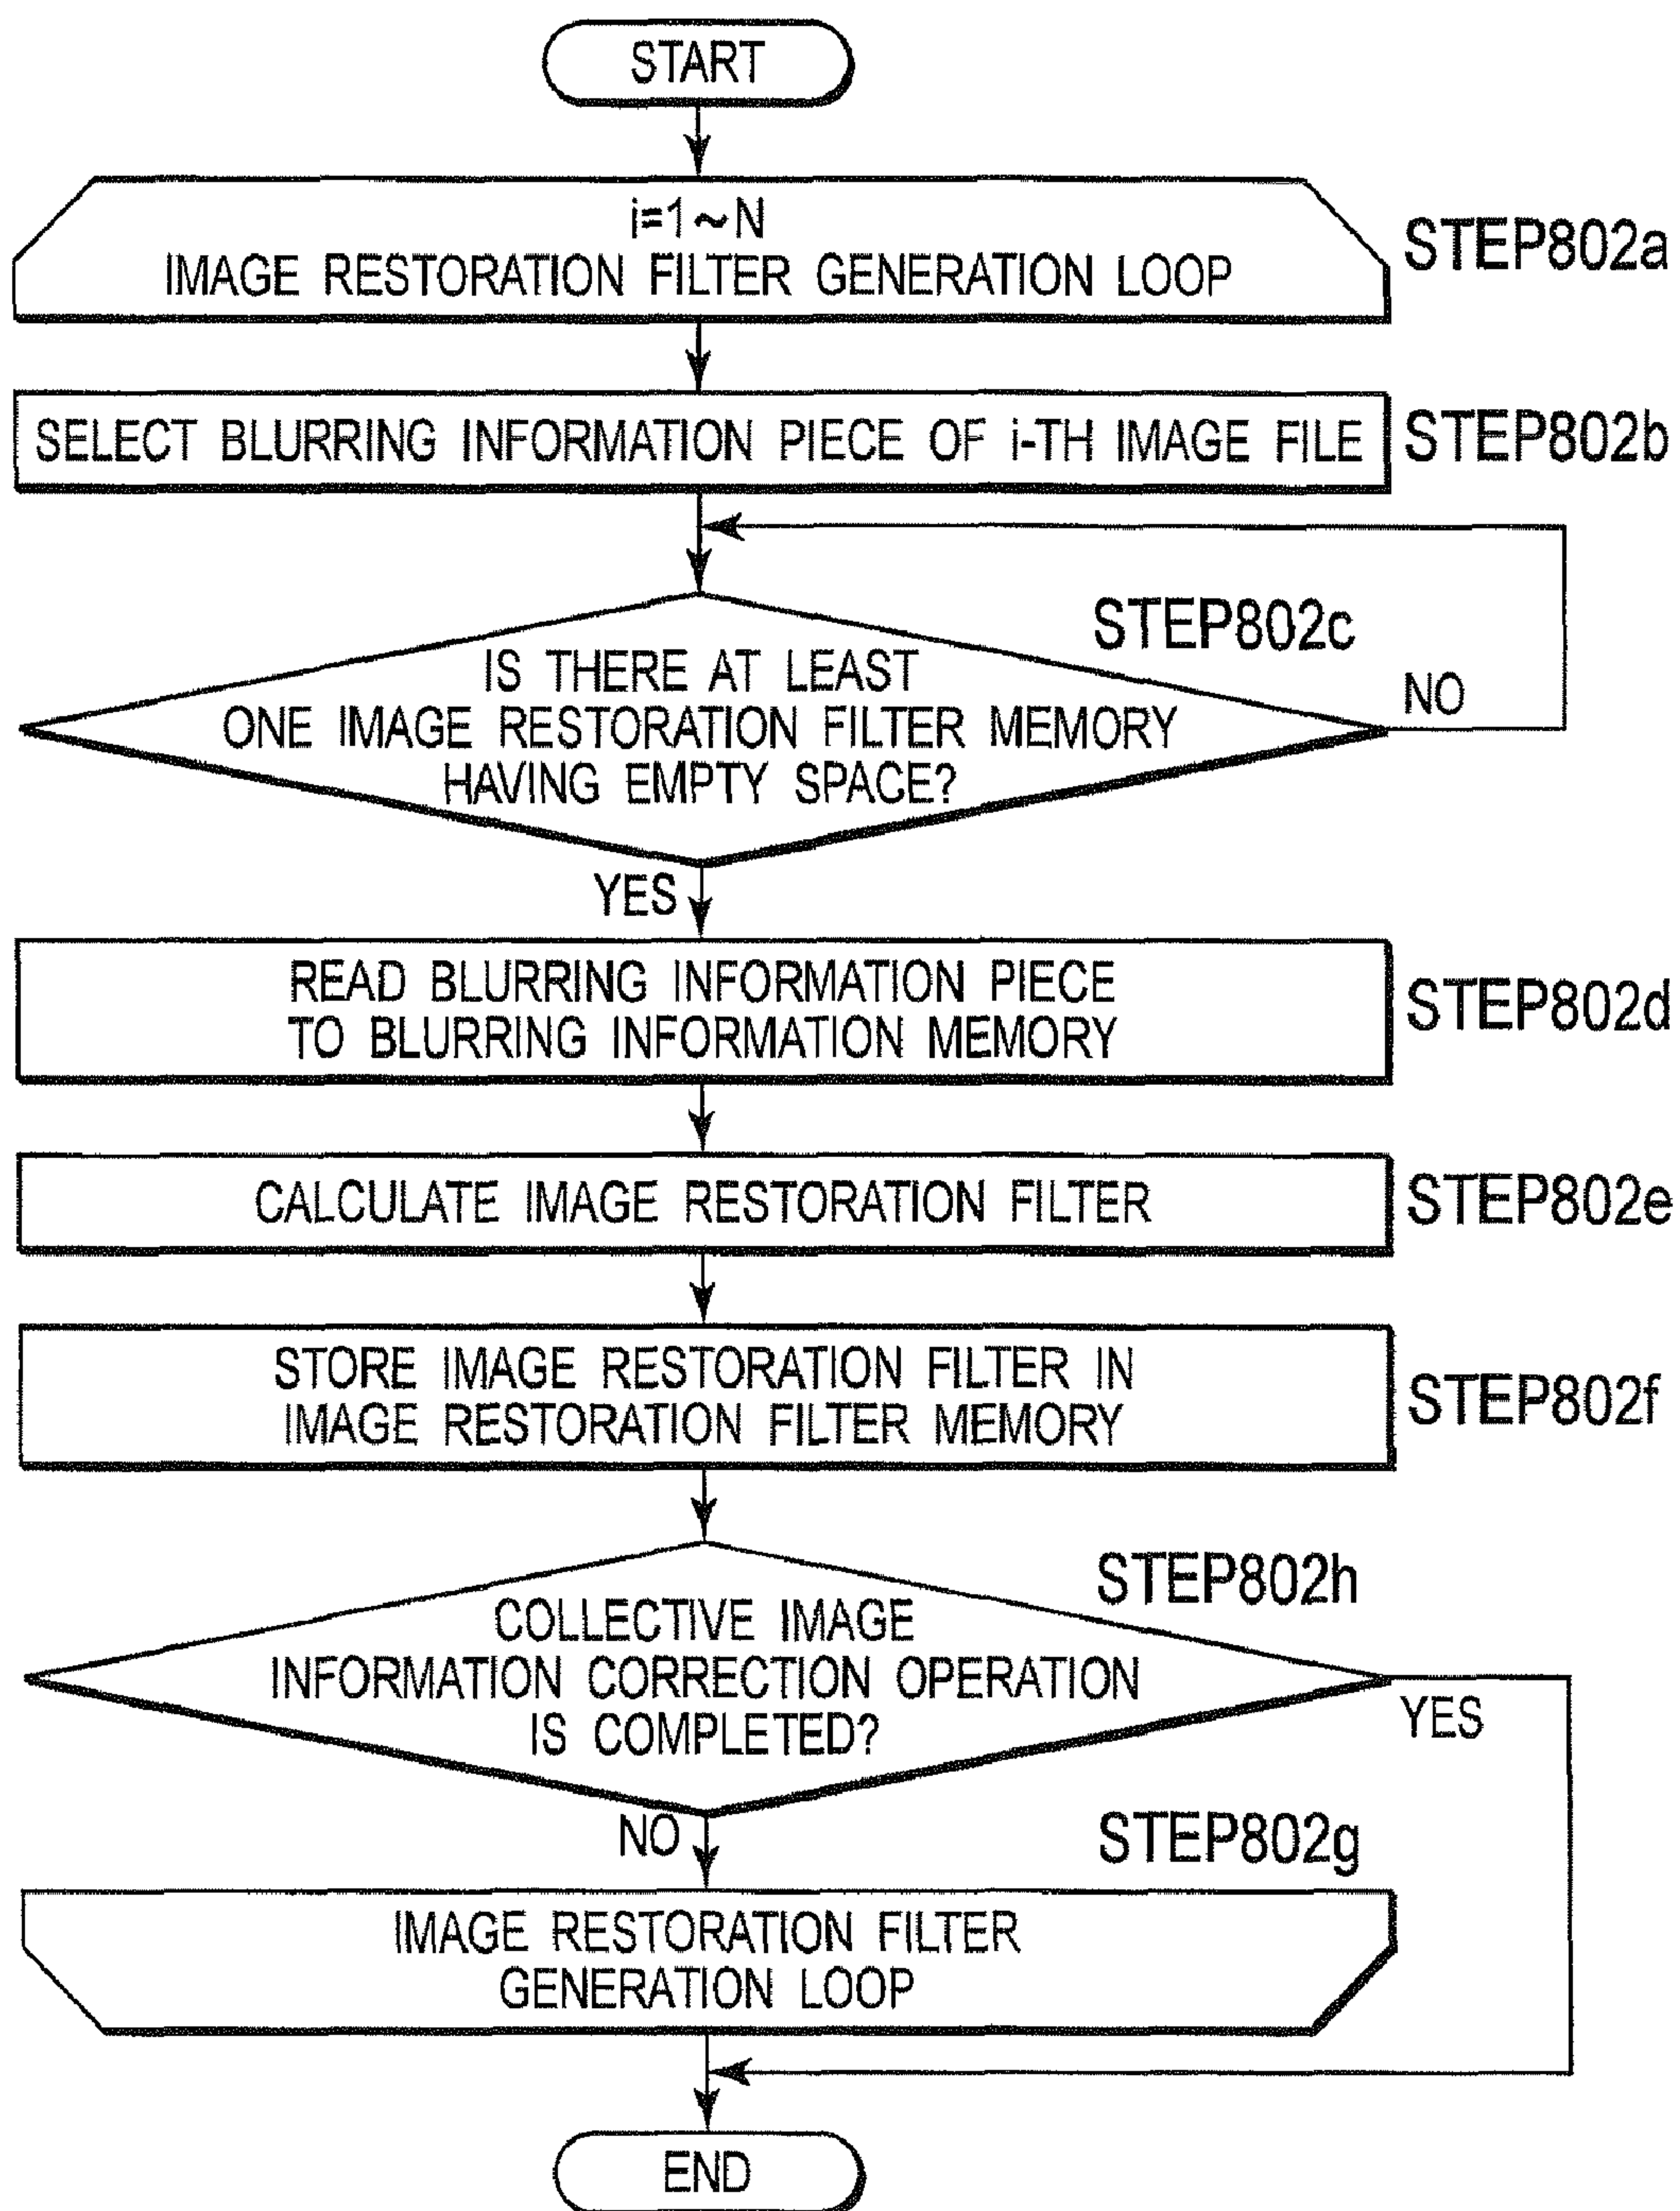 START
i=1~N
IMAGE RESTORATION FILTER GENERATION LOOP
STEP802a
SELECT BLURRING INFORMATION PIECE OF i-TH IMAGE FILE
STEP802b
STEP802c
IS THERE AT LEAST
ONE IMAGE RESTORATION FILTER MEMORY
HAVING EMPTY SPACE?
NO
YES
READ BLURRING INFORMATION PIECE
TO BLURRING INFORMATION MEMORY
STEP802d
CALCULATE IMAGE RESTORATION FILTER
STEP802e
STORE IMAGE RESTORATION FILTER IN
IMAGE RESTORATION FILTER MEMORY
STEP802f
STEP802h
COLLECTIVE IMAGE
INFORMATION CORRECTION OPERATION
IS COMPLETED?
YES
NO
STEP802g
IMAGE RESTORATION FILTER
GENERATION LOOP
END